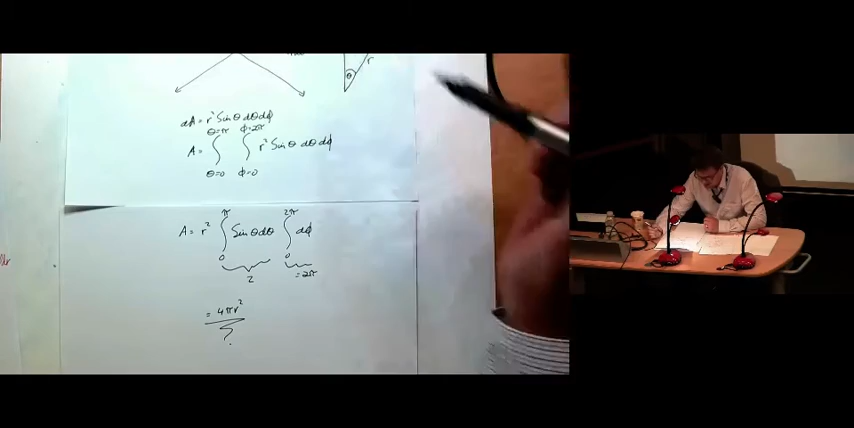 r
θ
dA = r² Sin θ dθ dϕ
θ=π ϕ=2π
A = ∫ ∫ r² Sin θ dθ dϕ
θ=0 ϕ=0
π 2π
A = r² ∫ Sin θ dθ ∫ dϕ
0 0
2 = 2π
= 4πr²